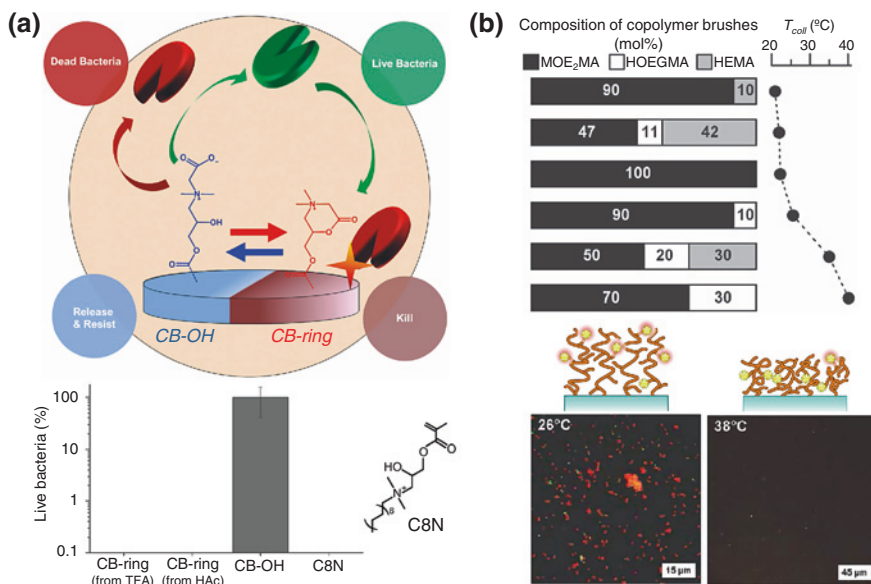 (a)
Dead Bacteria
Live Bacteria
O
O⁻
N⁺
OH
O
O
N⁺
O
O
O
Release
& Resist
CB-OH
CB-ring
Kill
Live bacteria (%)
100
10
1
0.1
CB-ring
(from TFA)
CB-ring
(from HAc)
CB-OH
C8N
O
O
HO
N⁺
C8N
(b)
Composition of copolymer brushes
(mol%)
MOE₂MA HOEGMA HEMA
T_coll (ºC)
20 40
90 10
47 11 42
100
90 10
50 20 30
70 30
26°C
15 µm
38°C
45 µm